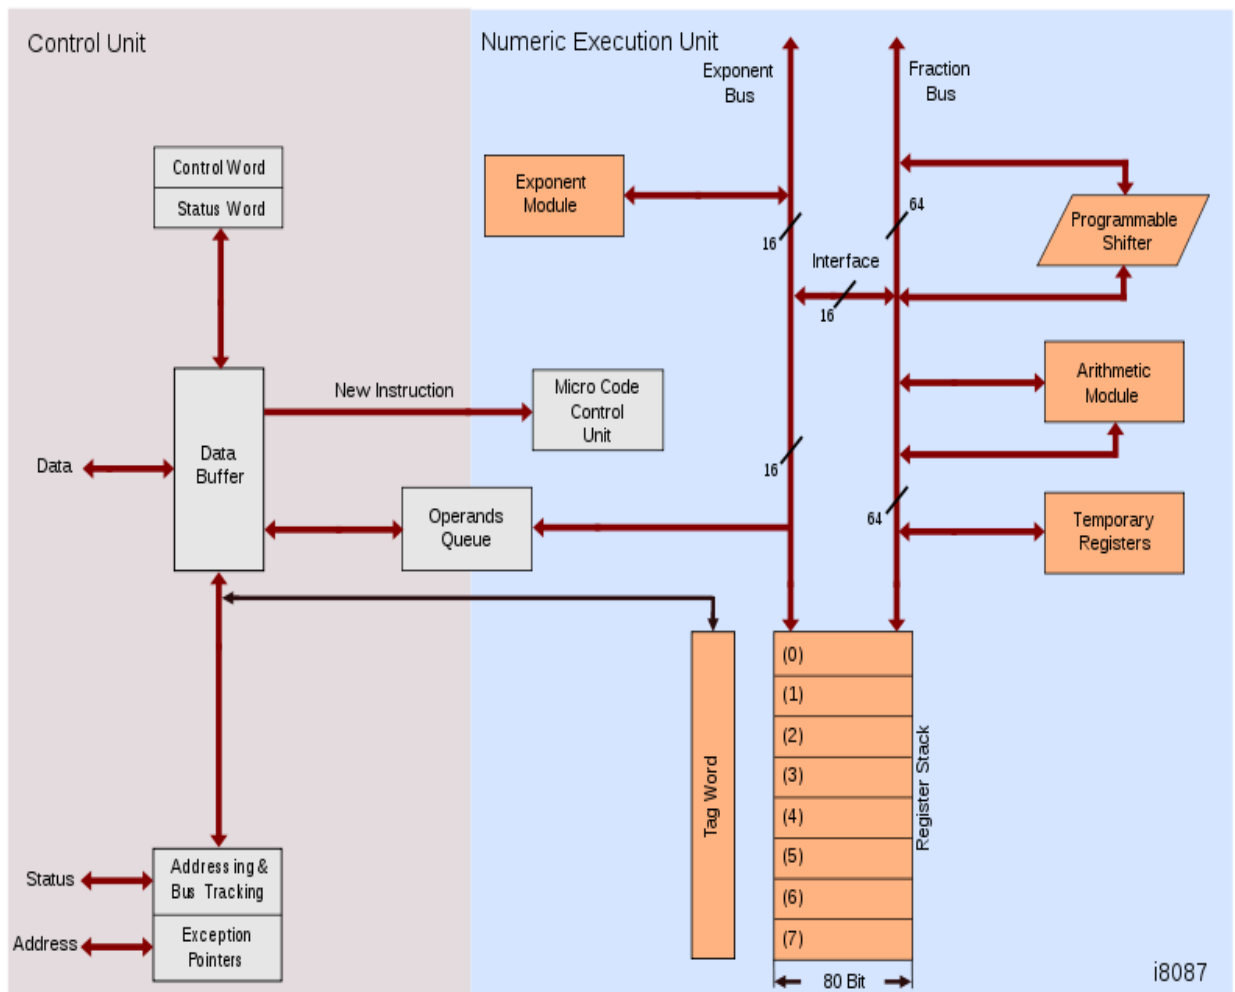 Control Unit
Numeric Execution Unit
Exponent
Bus
Fraction
Bus
Control Word
Status Word
Exponent
Module
16
64
Programmable
Shifter
Interface
16
New Instruction
Micro Code
Control
Unit
Arithmetic
Module
Data
Data
Buffer
16
64
Operands
Queue
Temporary
Registers
Tag Word
(0)
(1)
(2)
(3)
(4)
(5)
(6)
(7)
Register Stack
80 Bit
Status
Addressing &
Bus Tracking
Address
Exception
Pointers
i8087